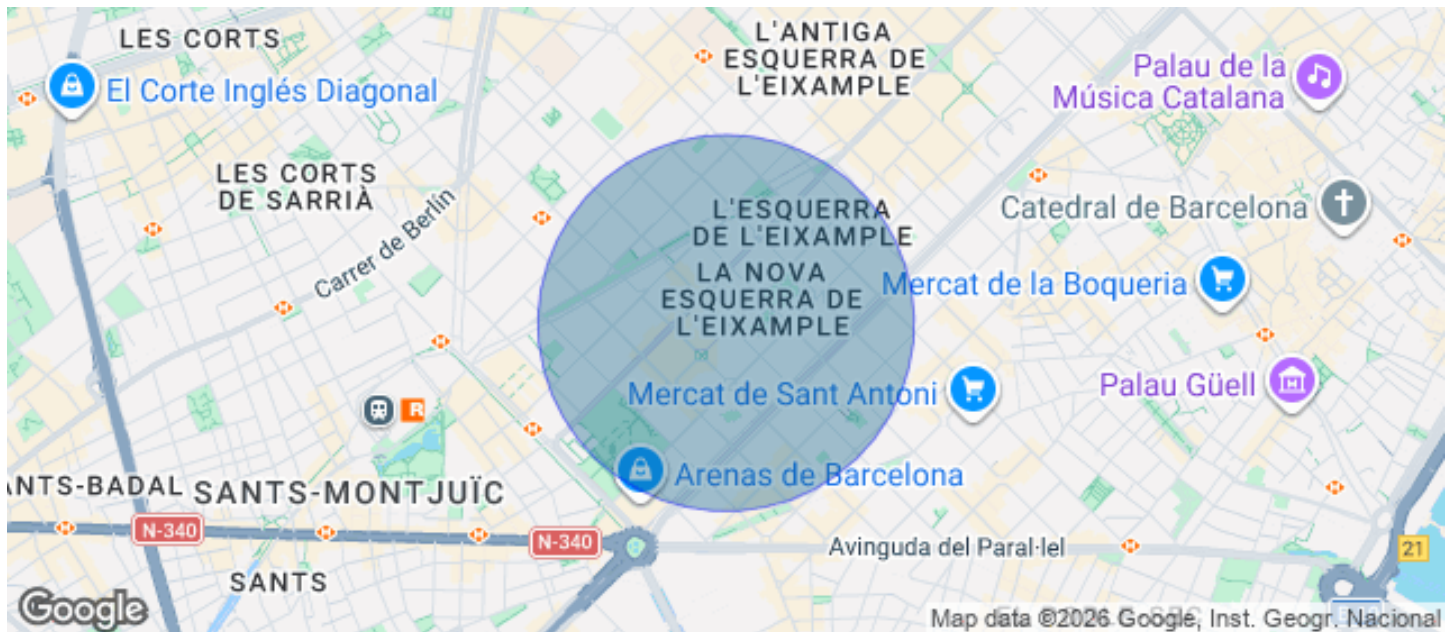 LES CORTS
El Corte Inglés Diagonal
LES CORTS
DE SARRIÀ
Carrer de Berlín
L'ANTIGA
ESQUERRA DE
L'EIXAMPLE
Palau de la
Música Catalana
L'ESQUERRA
DE L'EIXAMPLE
Catedral de Barcelona
LA NOVA
ESQUERRA DE
L'EIXAMPLE
Mercat de la Boqueria
Mercat de Sant Antoni
Palau Güell
R
Arenas de Barcelona
ANTS-BADAL
SANTS-MONTJUÏC
N-340
N-340
Avinguda del Paral·lel
21
SANTS
Google
Map data ©2026 Google, Inst. Geogr. Nacional